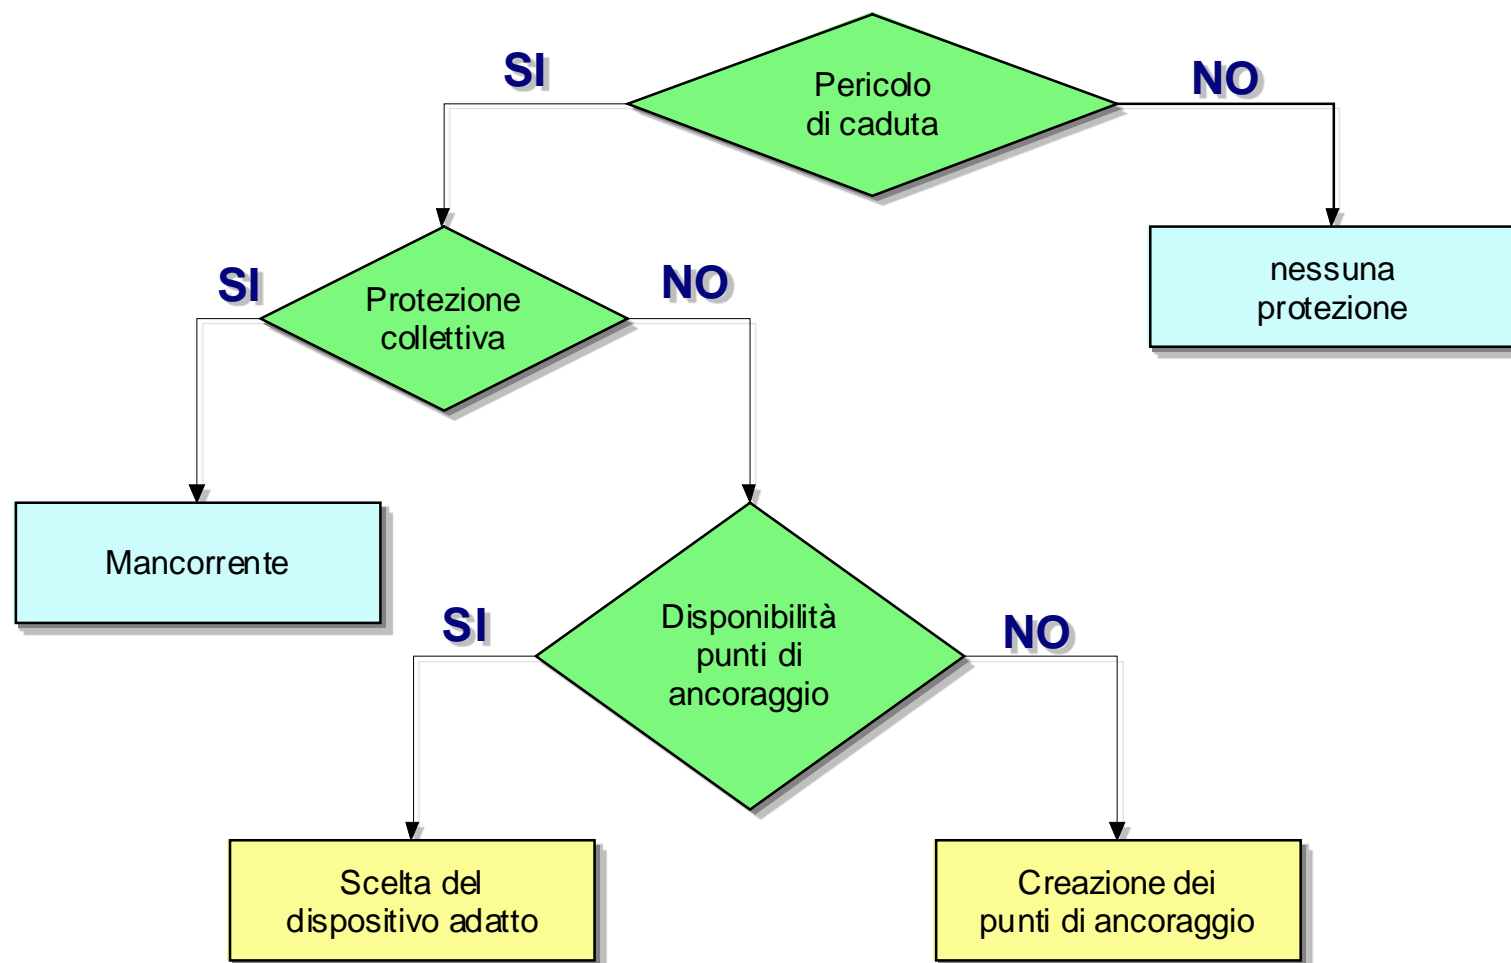 SI
Pericolo
di caduta
NO
SI
Protezione
collettiva
NO
nessuna
protezione
Mancorrente
SI
Disponibilità
punti di
ancoraggio
NO
Scelta del
dispositivo adatto
Creazione dei
punti di ancoraggio